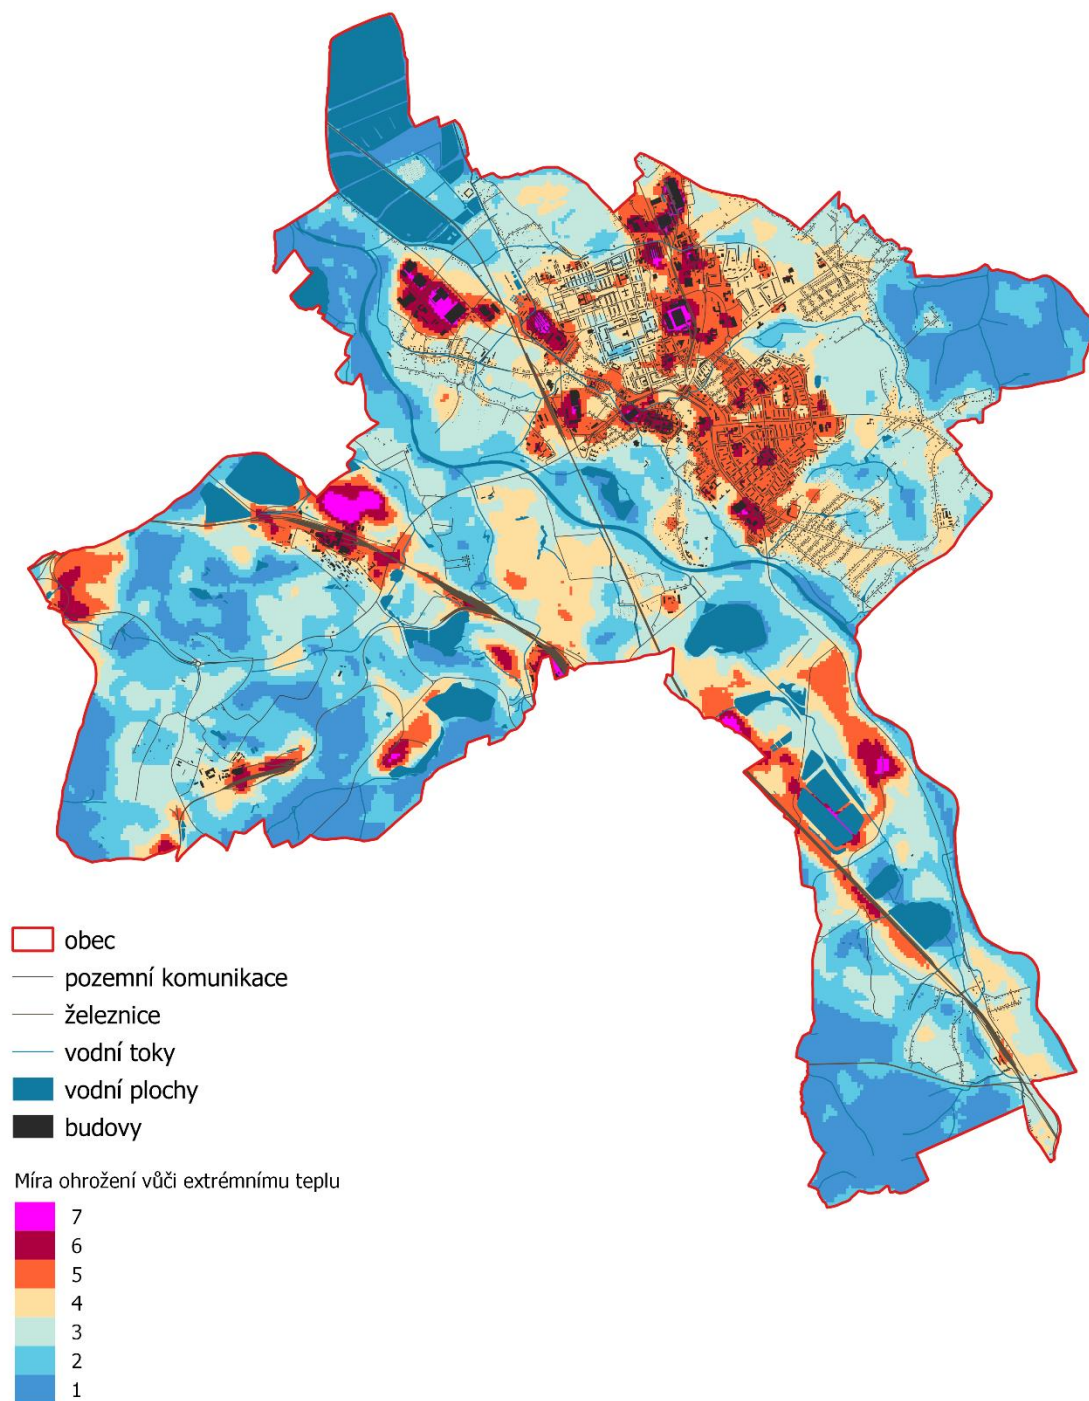 obec
pozemní komunikace
železnice
vodní toky
vodní plochy
budovy
Míra ohrožení vůči extrémnímu teplu
7
6
5
4
3
2
1